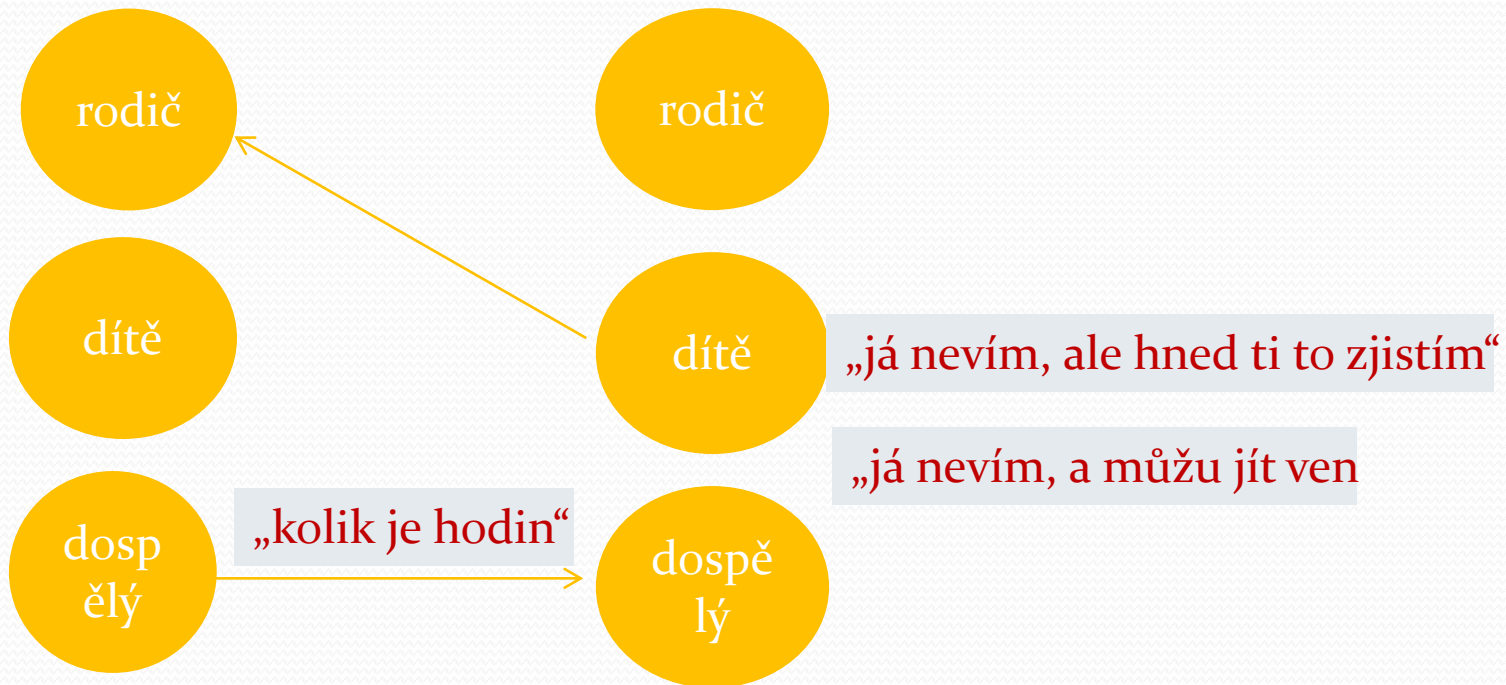 rodič
rodič
dítě
dítě
„já nevím, ale hned ti to zjistím“
„já nevím, a můžu jít ven
dosp
ělý
„kolik je hodin“
dospě
lý